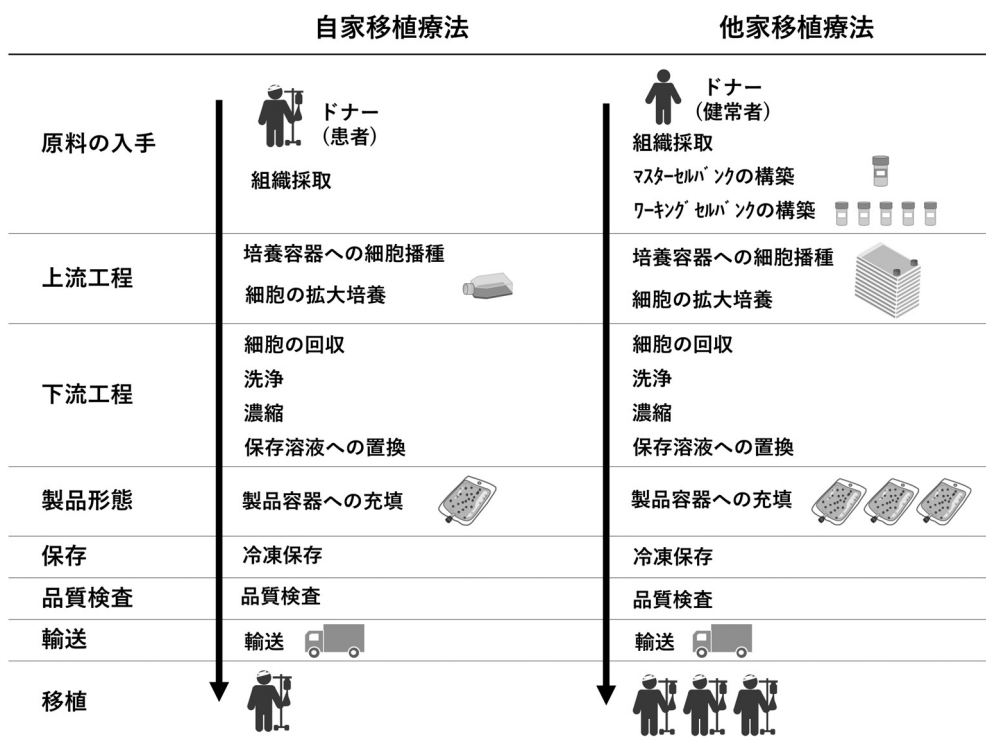 自家移植療法
他家移植療法
原料の入手
ドナー
(患者)
組織採取
ドナー
(健常者)
組織採取
ﾏｽﾀｰｾﾙﾊﾞﾝｸの構築
ﾜｰｷﾝｸﾞｾﾙﾊﾞﾝｸの構築
上流工程
培養容器への細胞播種
細胞の拡大培養
培養容器への細胞播種
細胞の拡大培養
下流工程
細胞の回収
洗浄
濃縮
保存溶液への置換
細胞の回収
洗浄
濃縮
保存溶液への置換
製品形態
製品容器への充填
製品容器への充填
保存
冷凍保存
冷凍保存
品質検査
品質検査
品質検査
輸送
輸送
輸送
移植